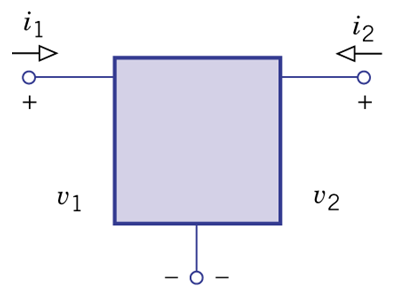 i1 i2
+ +
v1 v2
− −